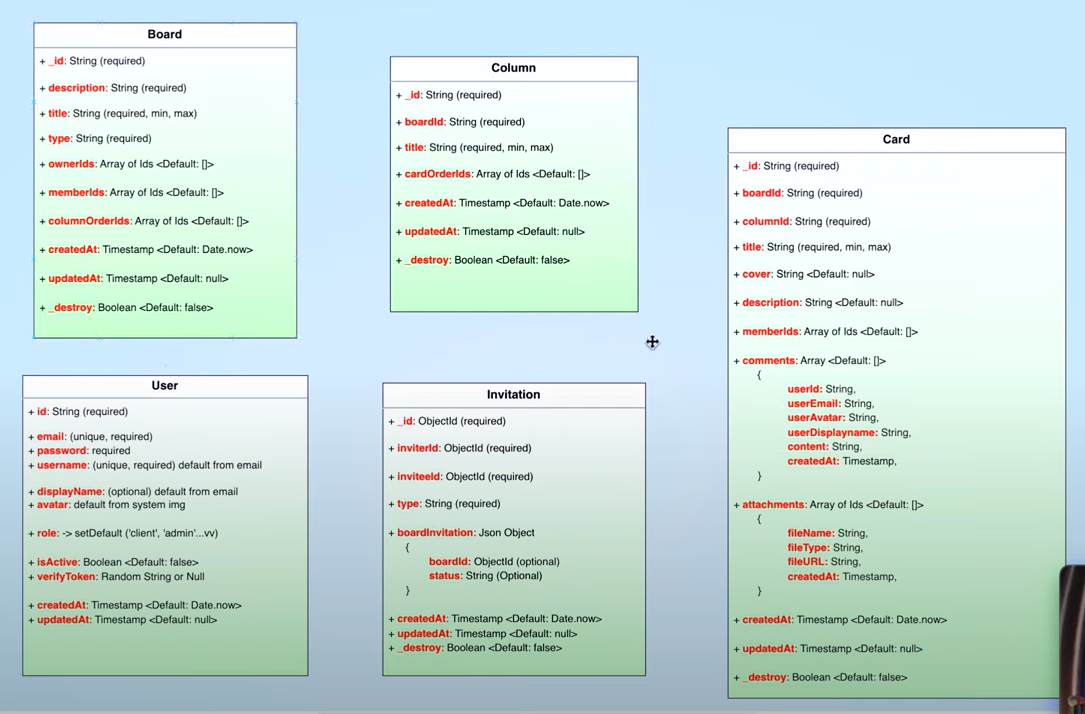 Board
+ _id: String (required)
+ description: String (required)
+ title: String (required, min, max)
+ type: String (required)
+ ownerIds: Array of Ids <Default: []>
+ memberIds: Array of Ids <Default: []>
+ columnOrderIds: Array of Ids <Default: []>
+ createdAt: Timestamp <Default: Date.now>
+ updatedAt: Timestamp <Default: null>
+ _destroy: Boolean <Default: false>
Column
+ _id: String (required)
+ boardId: String (required)
+ title: String (required, min, max)
+ cardOrderIds: Array of Ids <Default: []>
+ createdAt: Timestamp <Default: Date.now>
+ updatedAt: Timestamp <Default: null>
+ _destroy: Boolean <Default: false>
Card
+ _id: String (required)
+ boardId: String (required)
+ columnId: String (required)
+ title: String (required, min, max)
+ cover: String <Default: null>
+ description: String <Default: null>
+ memberIds: Array of Ids <Default: []>
+ comments: Array <Default: []>
{
userId: String,
userEmail: String,
userAvatar: String,
userDisplayname: String,
content: String,
createdAt: Timestamp,
}
+ attachments: Array of Ids <Default: []>
{
fileName: String,
fileType: String,
fileURL: String,
createdAt: Timestamp,
}
+ createdAt: Timestamp <Default: Date.now>
+ updatedAt: Timestamp <Default: null>
+ _destroy: Boolean <Default: false>
User
+ id: String (required)
+ email: (unique, required)
+ password: required
+ username: (unique, required) default from email
+ displayName: (optional) default from email
+ avatar: default from system img
+ role: -> setDefault ('client', 'admin'...vv)
+ isActive: Boolean <Default: false>
+ verifyToken: Random String or Null
+ createdAt: Timestamp <Default: Date.now>
+ updatedAt: Timestamp <Default: null>
Invitation
+ _id: ObjectId (required)
+ inviterId: ObjectId (required)
+ inviteeId: ObjectId (required)
+ type: String (required)
+ boardInvitation: Json Object
{
boardId: ObjectId (optional)
status: String (Optional)
}
+ createdAt: Timestamp <Default: Date.now>
+ updatedAt: Timestamp <Default: null>
+ _destroy: Boolean <Default: false>